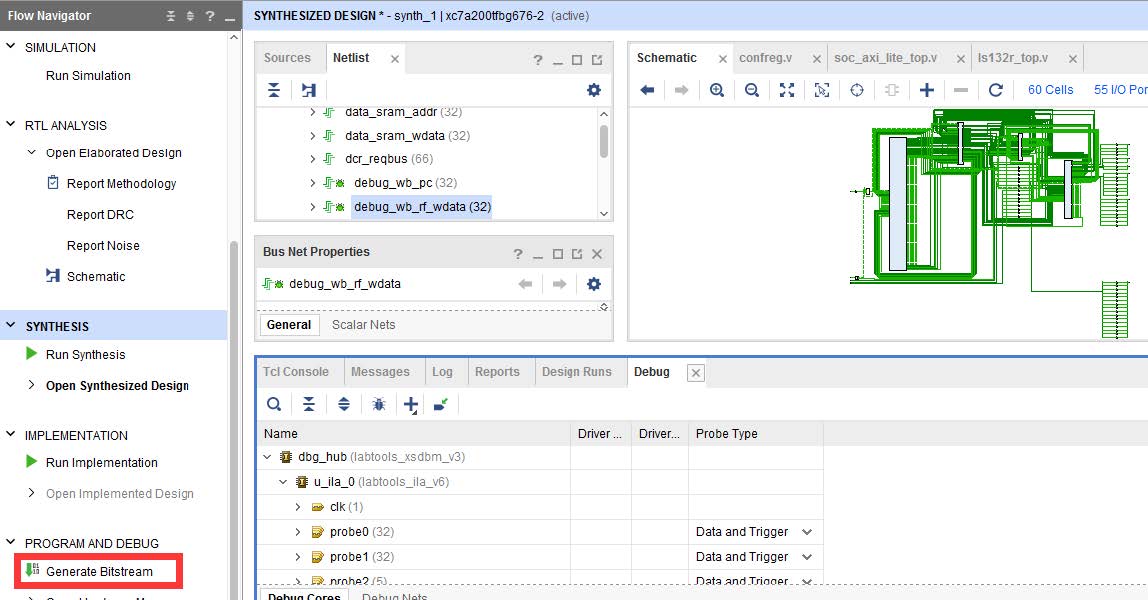 Flow Navigator
SIMULATION
Run Simulation
RTL ANALYSIS
Open Elaborated Design
Report Methodology
Report DRC
Report Noise
Schematic
SYNTHESIS
Run Synthesis
Open Synthesized Design
IMPLEMENTATION
Run Implementation
Open Implemented Design
PROGRAM AND DEBUG
Generate Bitstream
SYNTHESIZED DESIGN * - synth_1 | xc7a200tfbg676-2 (active)
Sources Netlist
data_sram_addr (32)
data_sram_wdata (32)
dcr_reqbus (66)
debug_wb_pc (32)
debug_wb_rf_wdata (32)
Bus Net Properties
debug_wb_rf_wdata
General Scalar Nets
Schematic confreg.v soc_axi_lite_top.v ls132r_top.v
60 Cells 55 I/O Por
Tcl Console Messages Log Reports Design Runs Debug
Name Driver ... Driver... Probe Type
dbg_hub (labtools_xsdbm_v3)
u_ila_0 (labtools_ila_v6)
clk (1)
probe0 (32) Data and Trigger
probe1 (32) Data and Trigger
probe2 (5) Data and Trigger
Debug Cores Debug Nets